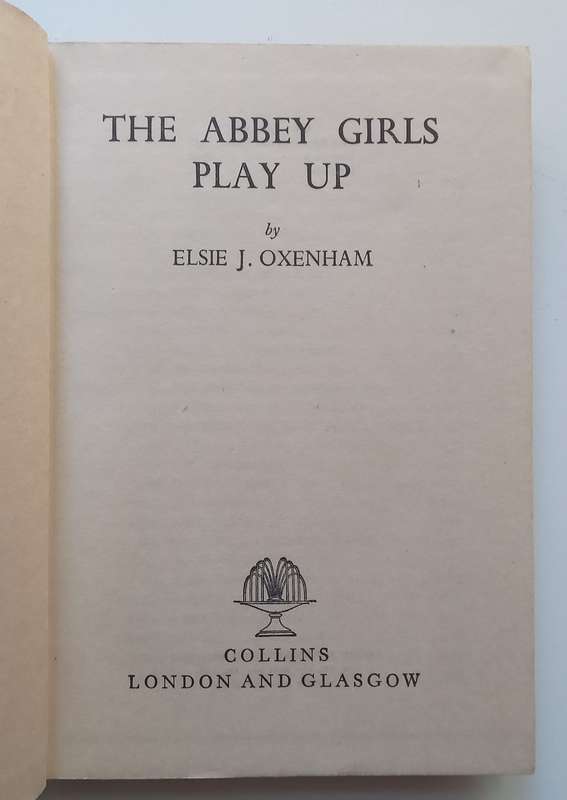 THE ABBEY GIRLS
PLAY UP
by
ELSIE J. OXENHAM
COLLINS
LONDON AND GLASGOW